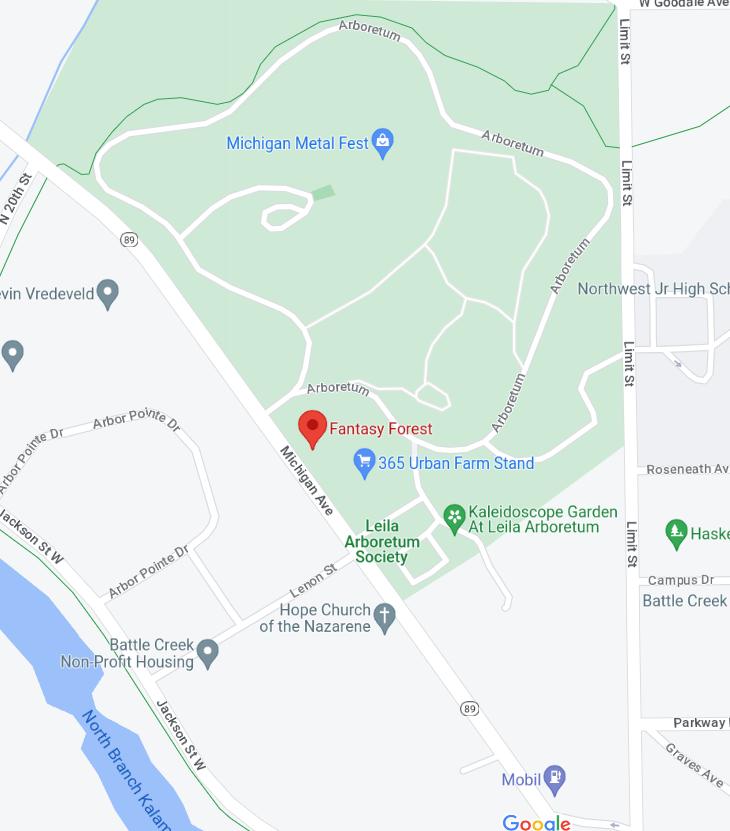 W Goodale Ave
Limit St
Arboretum
Michigan Metal Fest
Arboretum
Limit St
N 20th St
89
Arboretum
evin Vredeveld
Northwest Jr High Sch
Limit St
Arboretum
Arboretum
Arbor Pointe Dr
Arbor Pointe Dr
Fantasy Forest
365 Urban Farm Stand
Roseneath Av
Michigan Ave
Kaleidoscope Garden
At Leila Arboretum
Leila
Arboretum
Society
Limit St
Haske
Jackson St W
Arbor Pointe Dr
Lenon St
Campus Dr
Battle Creek
Hope Church
of the Nazarene
Battle Creek
Non-Profit Housing
Jackson St W
89
North Branch Kalam
Parkway
Graves Ave
Mobil
Google